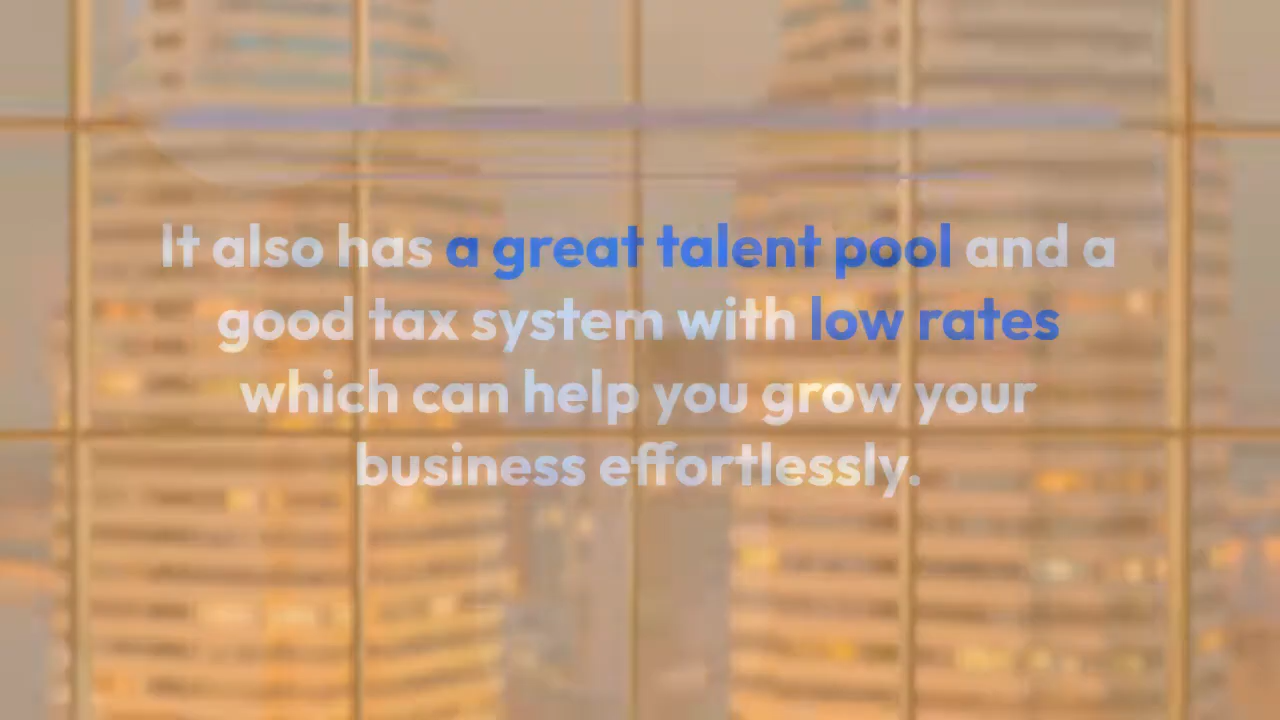 It also has a great talent pool and a
good tax system with low rates
which can help you grow your
business effortlessly.